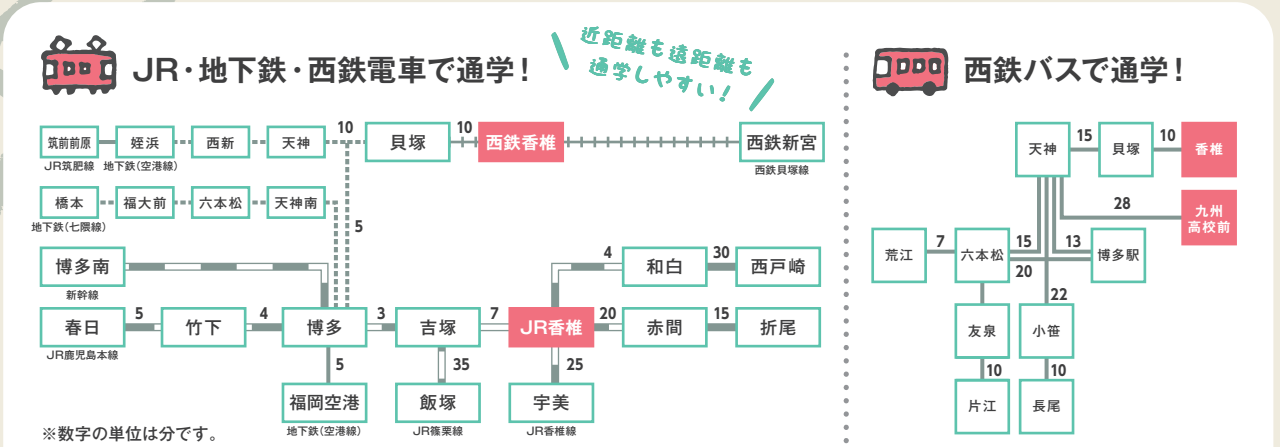 JR・地下鉄・西鉄電車で通学!
近距離も遠距離も
通学しやすい!
筑前前原
姪浜
西新
天神
10
貝塚
10
西鉄香椎
西鉄新宮
JR筑肥線
地下鉄(空港線)
西鉄貝塚線
橋本
福大前
六本松
天神南
地下鉄(七隈線)
5
博多南
新幹線
4
和白
30
西戸崎
春日
5
竹下
4
博多
3
吉塚
7
JR香椎
20
赤間
15
折尾
JR鹿児島本線
5
35
25
福岡空港
飯塚
宇美
地下鉄(空港線)
JR篠栗線
JR香椎線
※数字の単位は分です。
西鉄バスで通学!
天神
15
貝塚
10
香椎
28
九州
高校前
荒江
7
六本松
15
13
博多駅
20
22
友泉
小笹
10
10
片江
長尾